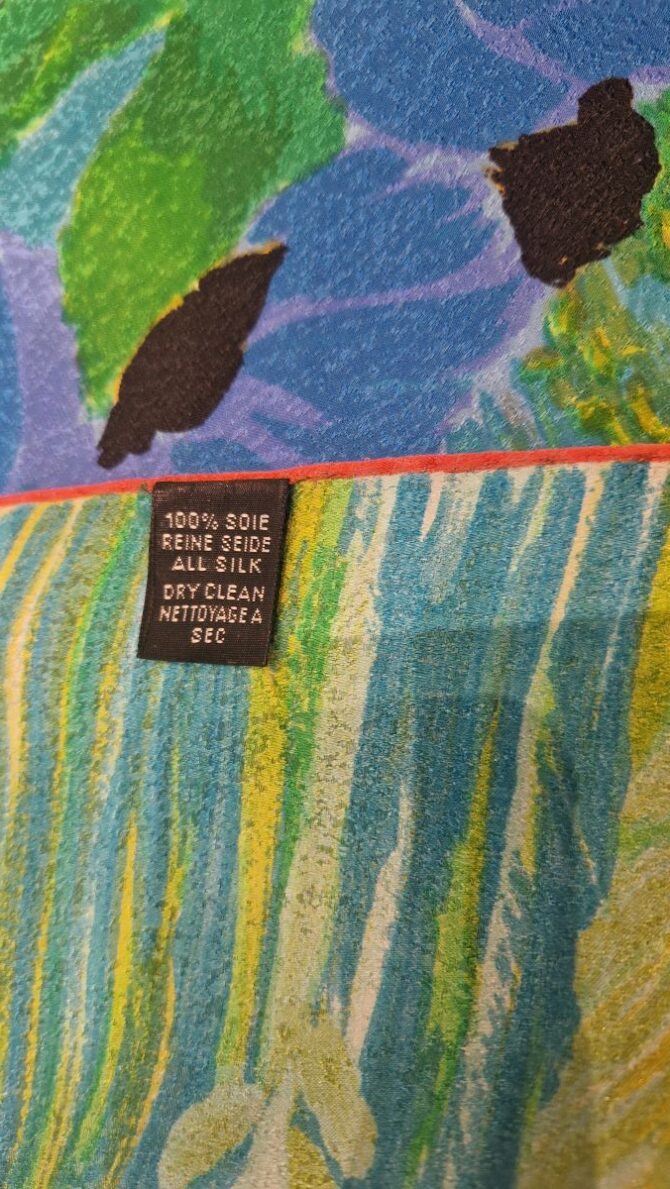 100% SOIE
REINE SEIDE
ALL SILK
DRY CLEAN
NETTOYAGE A
SEC